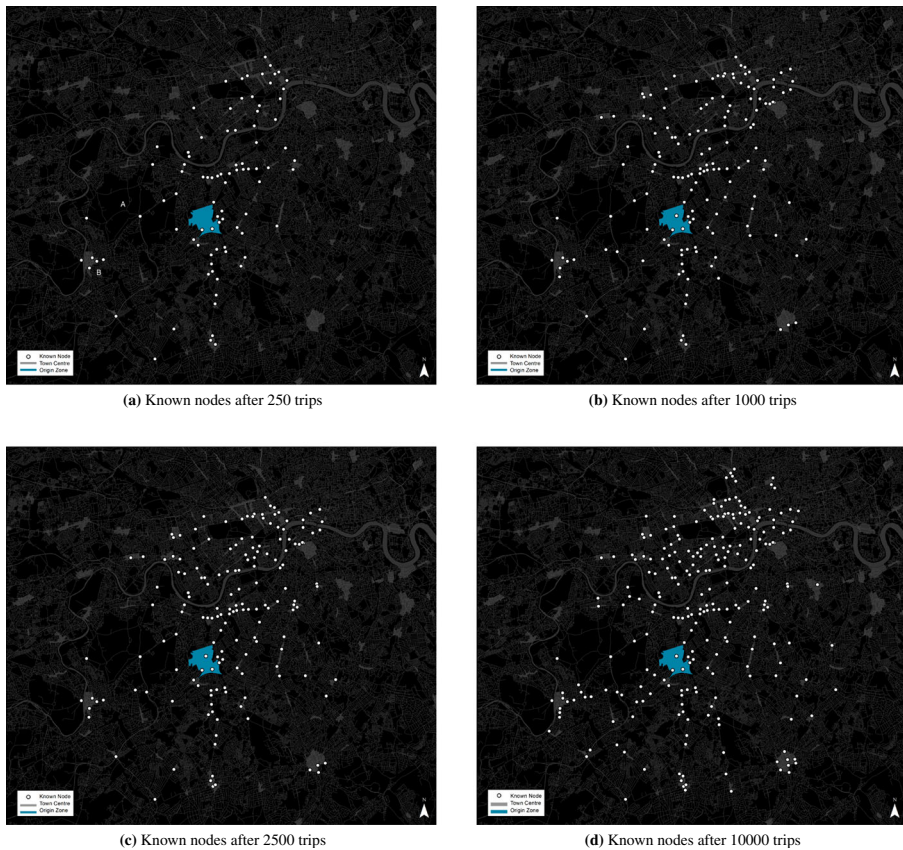 A
B
N
Known Node
Town Centre
Origin Zone
(a) Known nodes after 250 trips
N
Known Node
Town Centre
Origin Zone
(b) Known nodes after 1000 trips
N
Known Node
Town Centre
Origin Zone
(c) Known nodes after 2500 trips
N
Known Node
Town Centre
Origin Zone
(d) Known nodes after 10000 trips